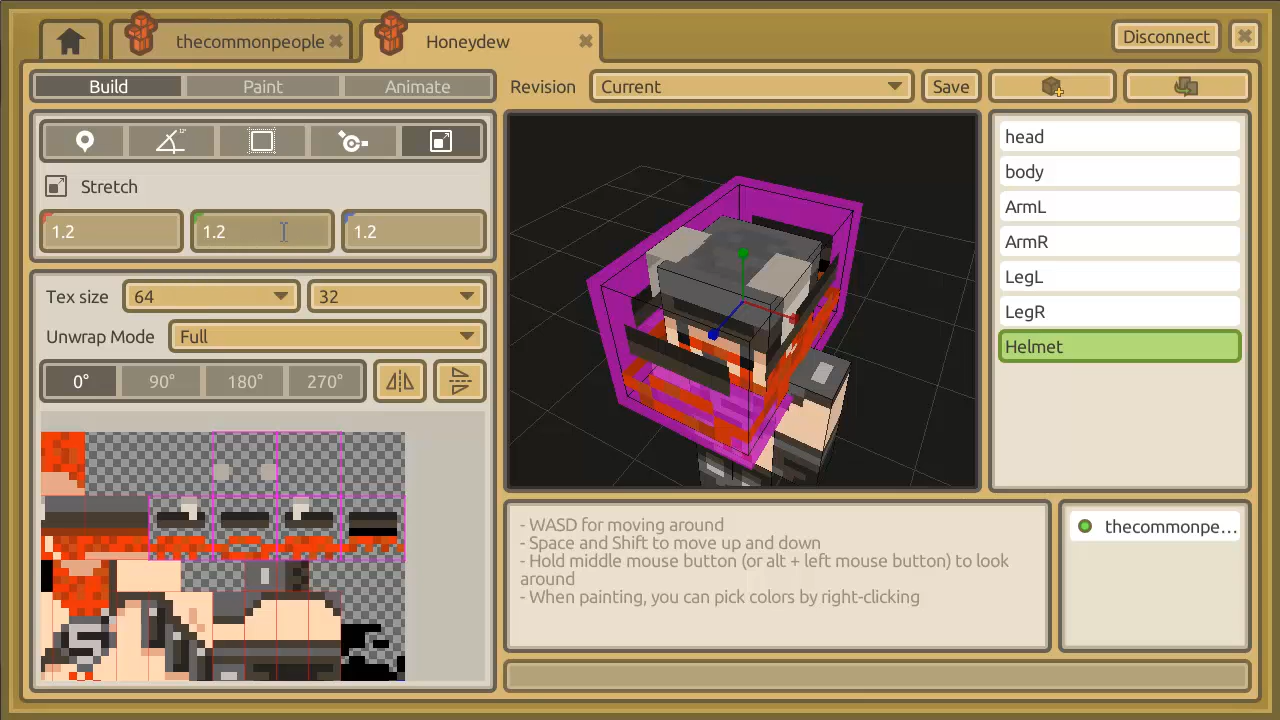 thecommonpeople
Honeydew
Disconnect
Build
Paint
Animate
Revision
Current
Save
12°
Stretch
1.2
1.2
1.2
Tex size
64
32
Unwrap Mode
Full
0°
90°
180°
270°
head
body
ArmL
ArmR
LegL
LegR
Helmet
- WASD for moving around
- Space and Shift to move up and down
- Hold middle mouse button (or alt + left mouse button) to look
around
- When painting, you can pick colors by right-clicking
thecommonpe...